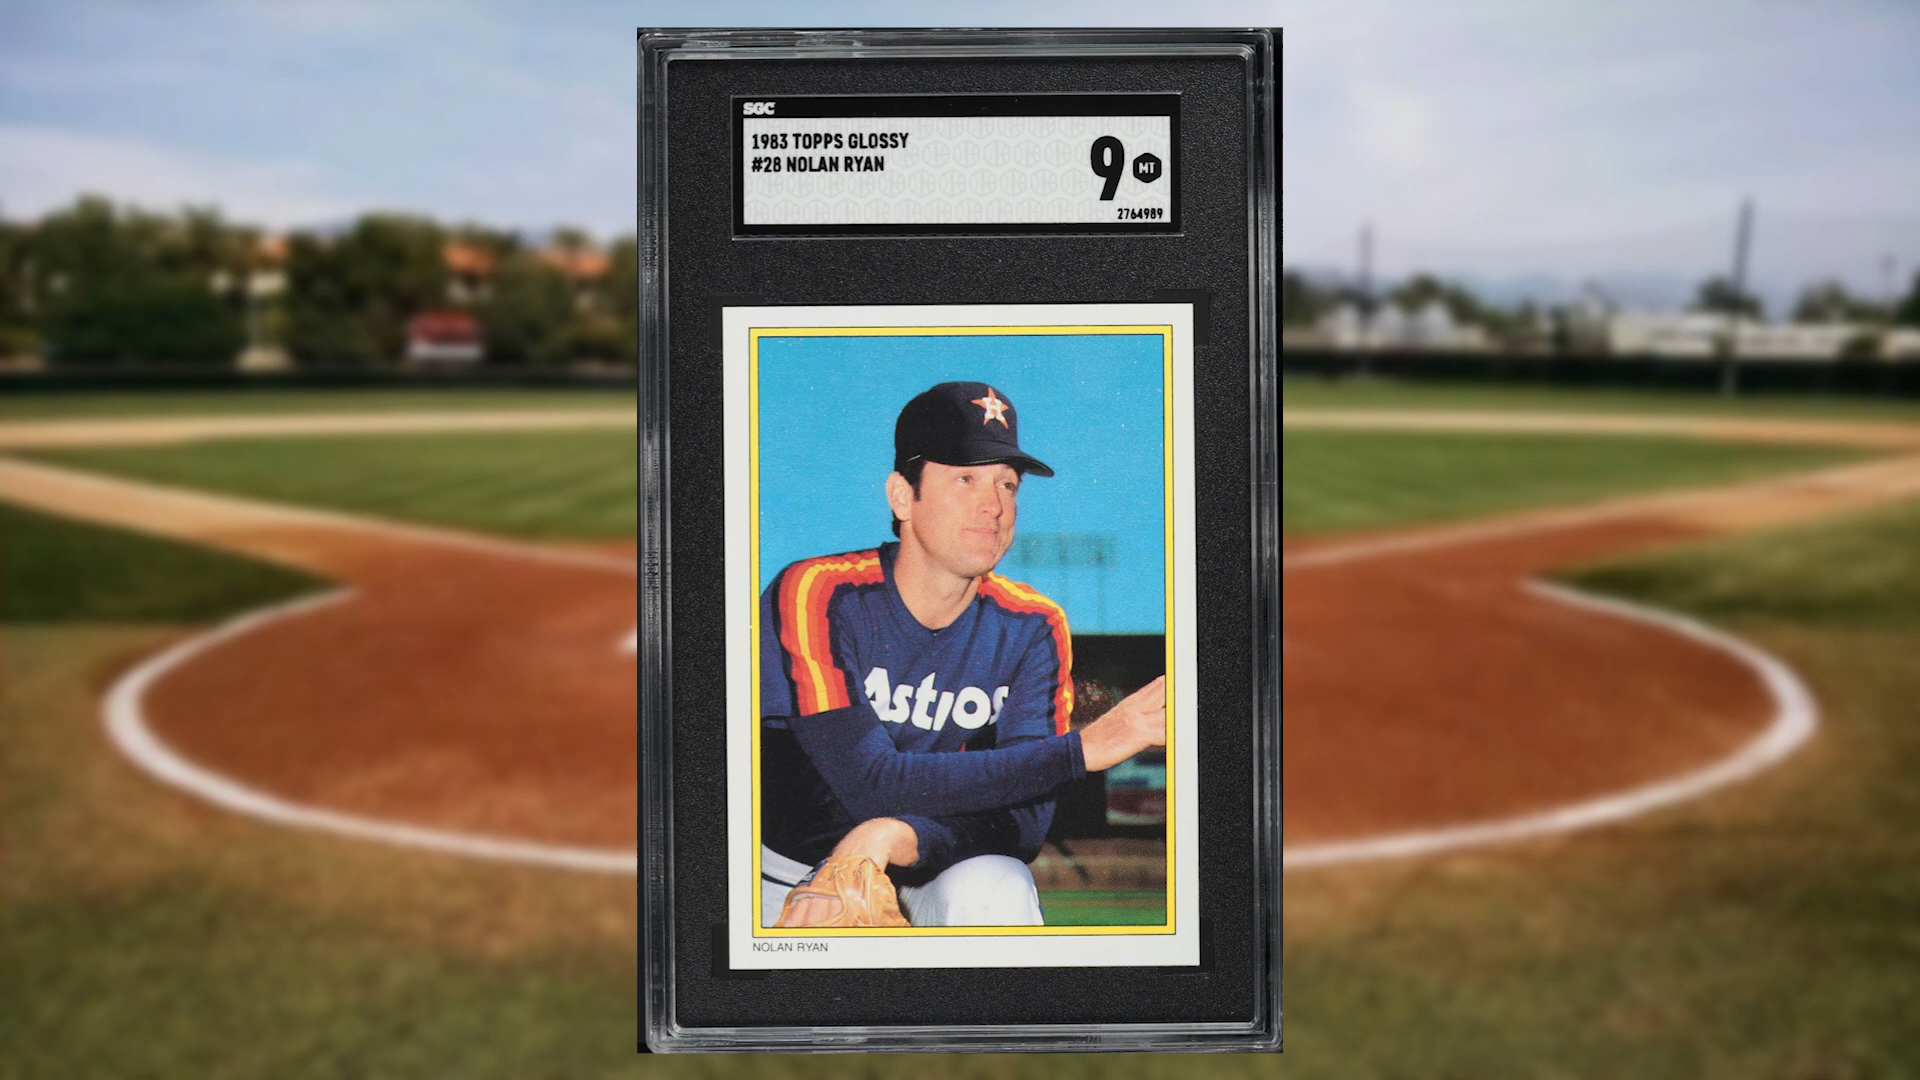 SGC
1983 TOPPS GLOSSY
#28 NOLAN RYAN
9
MT
2764989
H
Astros
NOLAN RYAN